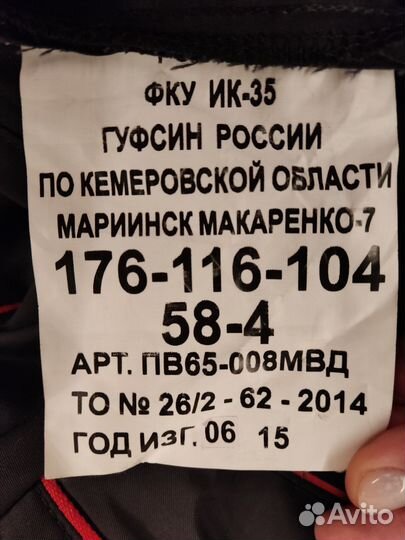 ФКУ ИК-35
ГУФСИН РОССИИ
ПО КЕМЕРОВСКОЙ ОБЛАСТИ
МАРИИНСК МАКАРЕНКО-7
176-116-104
58-4
АРТ. ПВ65-008МВД
ТО № 26/2 - 62 - 2014
ГОД ИЗГ. 06 15
Avito